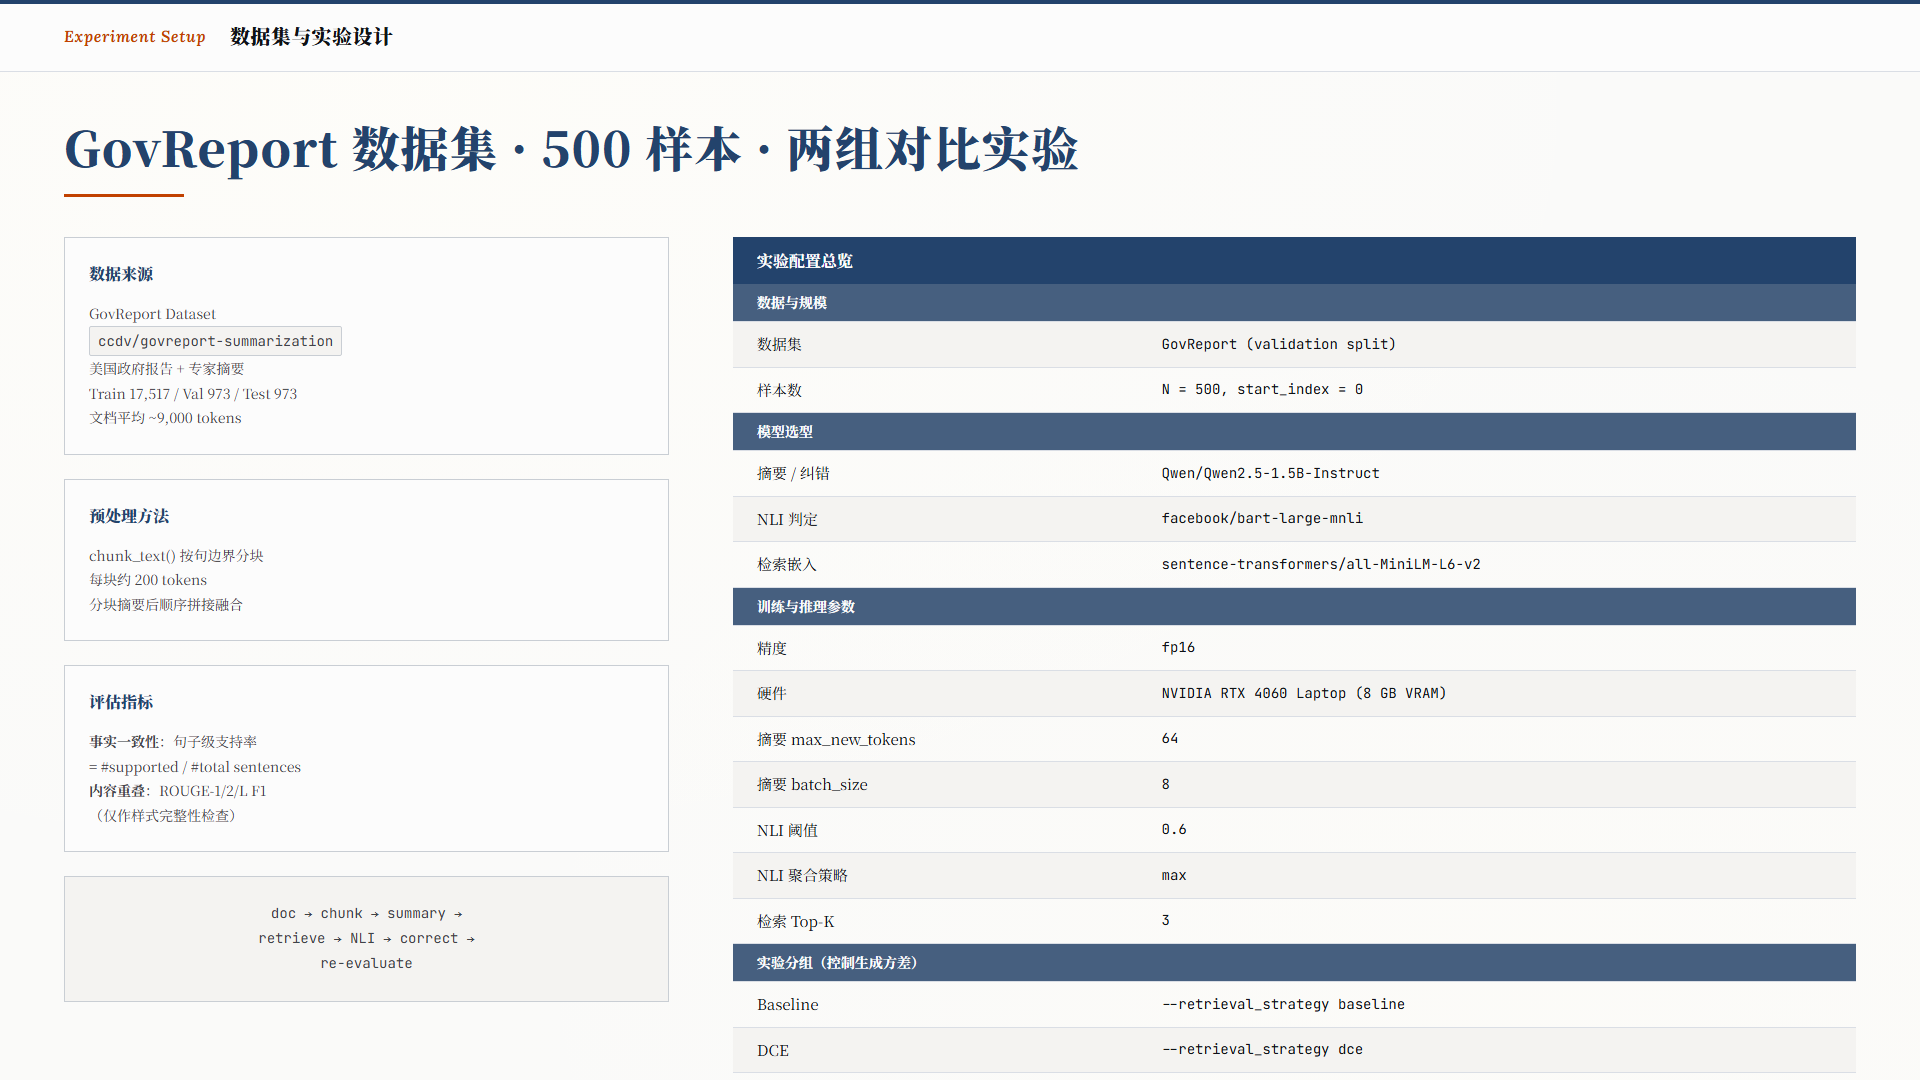 Experiment Setup 数据集与实验设计
GovReport 数据集 · 500 样本 · 两组对比实验
数据来源
GovReport Dataset
ccdv/govreport-summarization
美国政府报告 + 专家摘要
Train 17,517 / Val 973 / Test 973
文档平均 ~9,000 tokens
预处理方法
chunk_text() 按句边界分块
每块约 200 tokens
分块摘要后顺序拼接融合
评估指标
事实一致性：句子级支持率
= #supported / #total sentences
内容重叠：ROUGE-1/2/L F1
（仅作样式完整性检查）
doc → chunk → summary →
retrieve → NLI → correct →
re-evaluate
实验配置总览
数据与规模
数据集 GovReport (validation split)
样本数 N = 500, start_index = 0
模型选型
摘要 / 纠错 Qwen/Qwen2.5-1.5B-Instruct
NLI 判定 facebook/bart-large-mnli
检索嵌入 sentence-transformers/all-MiniLM-L6-v2
训练与推理参数
精度 fp16
硬件 NVIDIA RTX 4060 Laptop (8 GB VRAM)
摘要 max_new_tokens 64
摘要 batch_size 8
NLI 阈值 0.6
NLI 聚合策略 max
检索 Top-K 3
实验分组（控制生成方差）
Baseline --retrieval_strategy baseline
DCE --retrieval_strategy dce